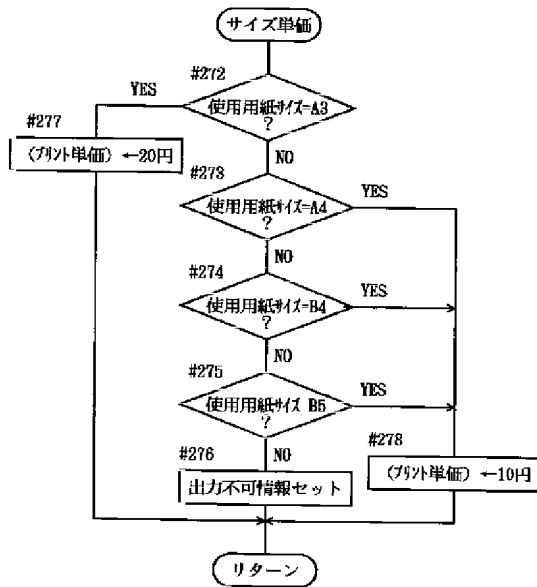 サイズ単価
#272
YES
使用用紙サイズ=A3
?
#277
(プリント単価)←20円
NO
#273
YES
使用用紙サイズ=A4
?
NO
#274
YES
使用用紙サイズ=B4
?
NO
#275
YES
使用用紙サイズ B5
?
NO
#276
#278
出力不可情報セット
(プリント単価)←10円
リターン